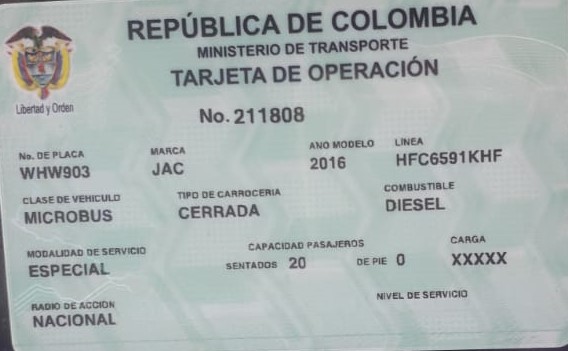 REPÚBLICA DE COLOMBIA
MINISTERIO DE TRANSPORTE
TARJETA DE OPERACIÓN
Libertad y Orden
No. 211808
No. DE PLACA MARCA ANO MODELO LINEA
WHW903 JAC 2016 HFC6591KHF
CLASE DE VEHICULO TIPO DE CARROCERIA COMBUSTIBLE
MICROBUS CERRADA DIESEL
MODALIDAD DE SERVICIO CAPACIDAD PASAJEROS CARGA
ESPECIAL SENTADOS 20 DE PIE 0 XXXXX
RADIO DE ACCION NIVEL DE SERVICIO
NACIONAL